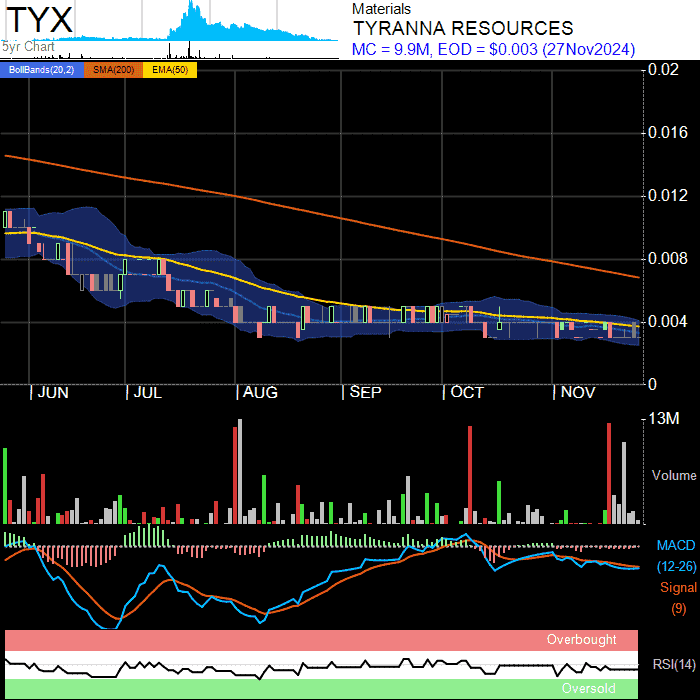 TYX
5yr Chart
Materials
TYRANNA RESOURCES
MC = 9.9M, EOD = $0.003 (27Nov2024)
BollBands(20,2) SMA(200) EMA(50)
0.02
0.016
0.012
0.008
0.004
0
JUN JUL AUG SEP OCT NOV
13M
Volume
MACD
(12-26)
Signal
(9)
Overbought
RSI(14)
Oversold